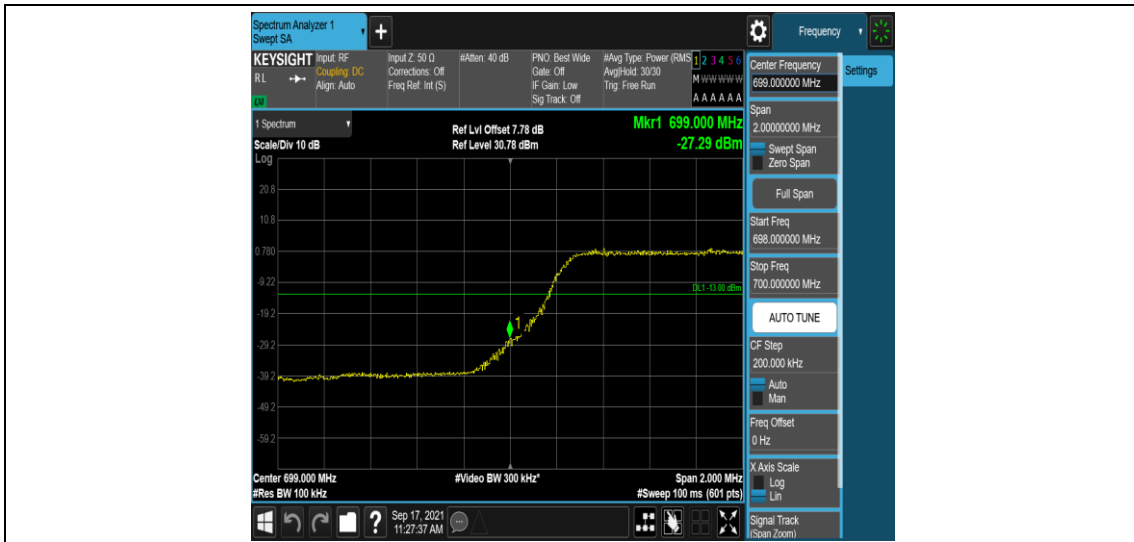 Spectrum Analyzer 1
Swept SA
Frequency
KEYSIGHT
RL
LXI
Input: RF
Coupling: DC
Align: Auto
Input Z: 50 Ω
Corrections: Off
Freq Ref: Int (S)
#Atten: 40 dB
PNO: Best Wide
Gate: Off
IF Gain: Low
Sig Track: Off
#Avg Type: Power (RMS
Avg|Hold: 30/30
Trig: Free Run
1 2 3 4 5 6
M W W W W W
A A A A A A
1 Spectrum
Scale/Div 10 dB
Log
Ref Lvl Offset 7.78 dB
Ref Level 30.78 dBm
Mkr1 699.000 MHz
-27.29 dBm
20.8
10.8
0.780
-9.22
DL1 -13.00 dBm
-19.2
1
-29.2
-39.2
-49.2
-59.2
Center 699.000 MHz
#Res BW 100 kHz
#Video BW 300 kHz*
Span 2.000 MHz
#Sweep 100 ms (601 pts)
Center Frequency
699.000000 MHz
Settings
Span
2.00000000 MHz
Swept Span
Zero Span
Full Span
Start Freq
698.000000 MHz
Stop Freq
700.000000 MHz
AUTO TUNE
CF Step
200.000 kHz
Auto
Man
Freq Offset
0 Hz
X Axis Scale
Log
Lin
Signal Track
(Span Zoom)
?
Sep 17, 2021
11:27:37 AM